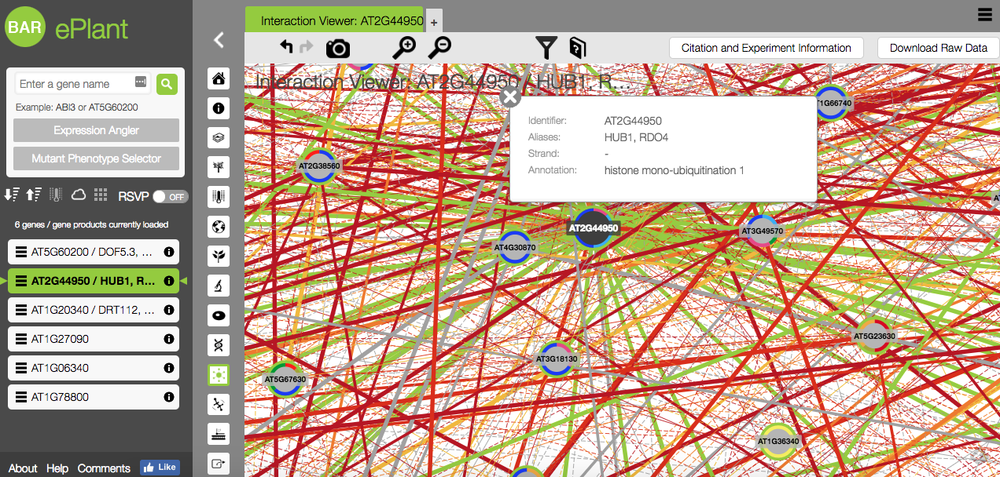 BAR ePlant
Enter a gene name
Example: ABI3 or AT5G60200
Expression Angler
Mutant Phenotype Selector
RSVP OFF
6 genes / gene products currently loaded
AT5G60200 / DOF5.3, ...
AT2G44950 / HUB1, R...
AT1G20340 / DRT112, ...
AT1G27090
AT1G06340
AT1G78800
About Help Comments Like
Interaction Viewer: AT2G44950 +
Citation and Experiment Information
Download Raw Data
Interaction Viewer: AT2G44950 / HUB1, R...
Identifier: AT2G44950
Aliases: HUB1, RDO4
Strand: -
Annotation: histone mono-ubiquitination 1
T1G66740
AT2G38560
AT2G44950
AT3G49570
AT4G30870
AT5G23630
AT3G18130
AT5G67630
AT1G36340